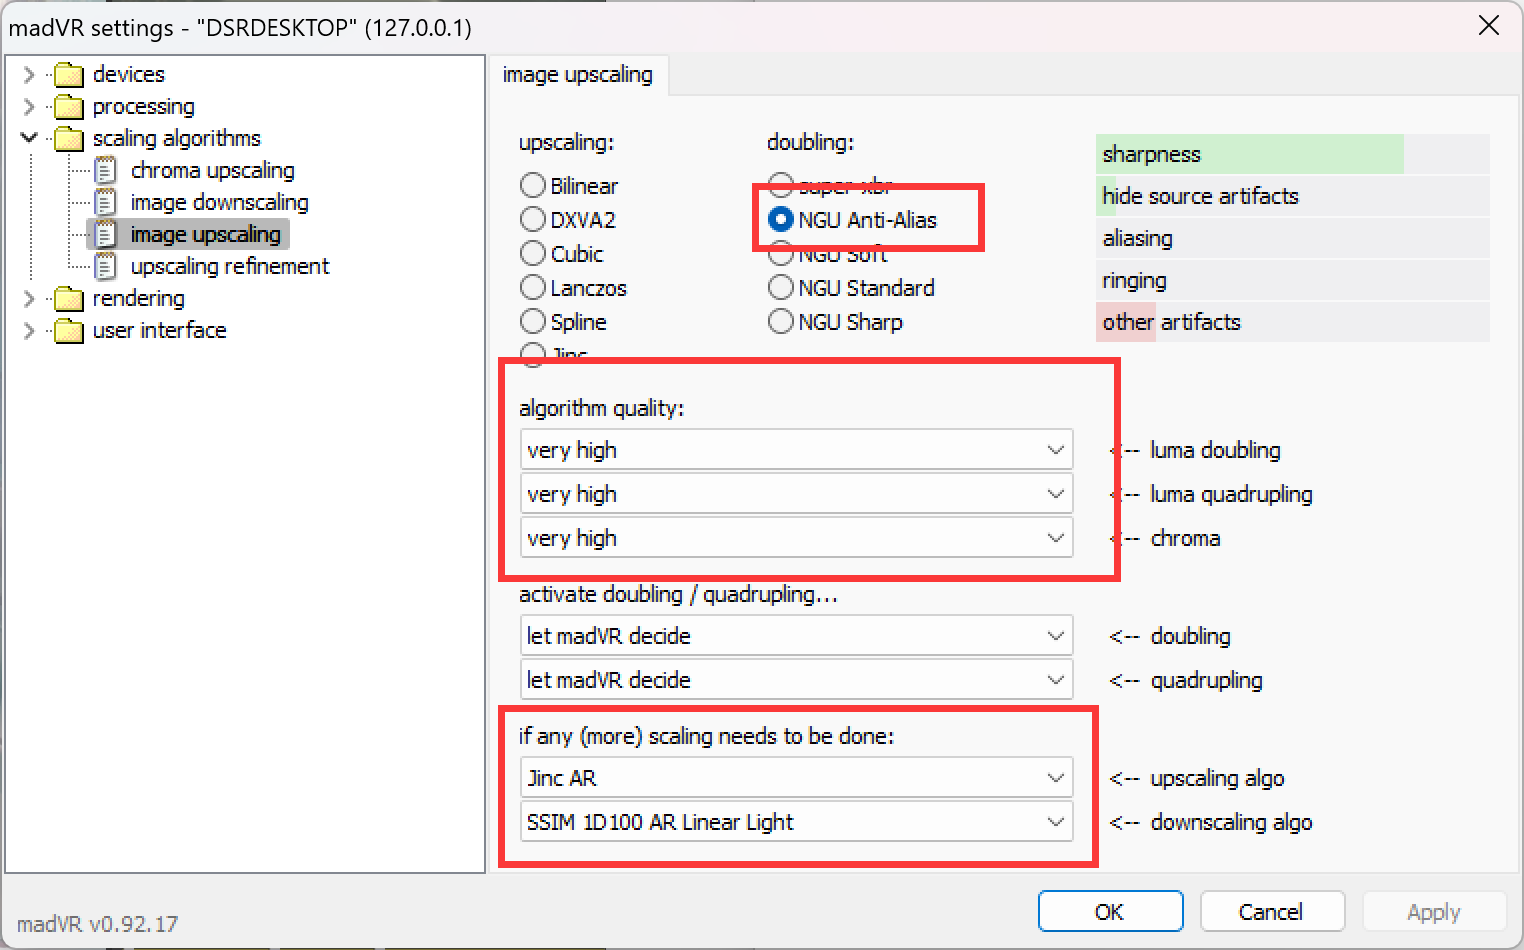 madVR settings - "DSRDESKTOP" (127.0.0.1)
devices
processing
scaling algorithms
chroma upscaling
image downscaling
image upscaling
upscaling refinement
rendering
user interface
image upscaling
upscaling:
Bilinear
DXVA2
Cubic
Lanczos
Spline
Jinc
doubling:
super-xbr
NGU Anti-Alias
NGU Soft
NGU Standard
NGU Sharp
sharpness
hide source artifacts
aliasing
ringing
other artifacts
algorithm quality:
very high <-- luma doubling
very high <-- luma quadrupling
very high <-- chroma
activate doubling / quadrupling...
let madVR decide <-- doubling
let madVR decide <-- quadrupling
if any (more) scaling needs to be done:
Jinc AR <-- upscaling algo
SSIM 1D100 AR Linear Light <-- downscaling algo
madVR v0.92.17
OK
Cancel
Apply